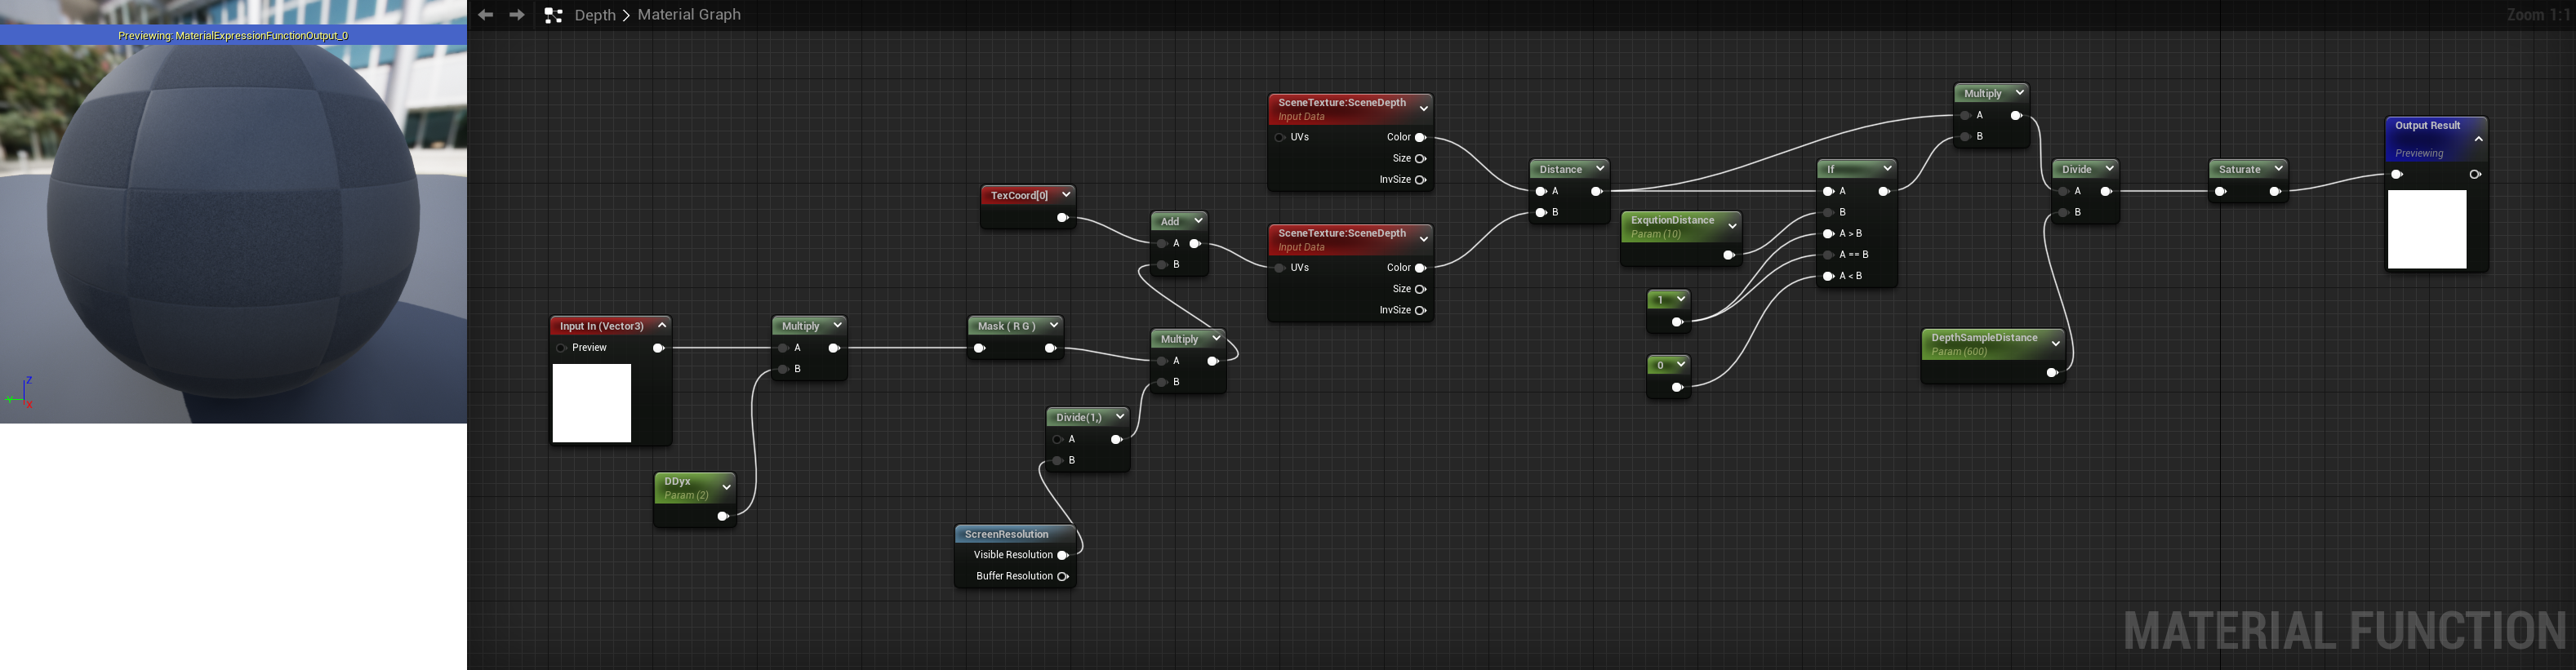 Previewing: MaterialExpressionFunctionOutput_0
Z
Y
X
Depth > Material Graph
Zoom 1:1
SceneTexture:SceneDepth
Input Data
UVs
Color
Size
InvSize
Multiply
A
B
Output Result
Previewing
Distance
A
B
If
A
B
A > B
A == B
A < B
Divide
A
B
Saturate
TexCoord[0]
Add
A
B
SceneTexture:SceneDepth
Input Data
UVs
Color
Size
InvSize
ExqutionDistance
Param (10)
1
0
DepthSampleDistance
Param (600)
Input In (Vector3)
Preview
Multiply
A
B
Mask ( R G )
Multiply
A
B
Divide(1,)
A
B
DDyx
Param (2)
ScreenResolution
Visible Resolution
Buffer Resolution
MATERIAL FUNCTION